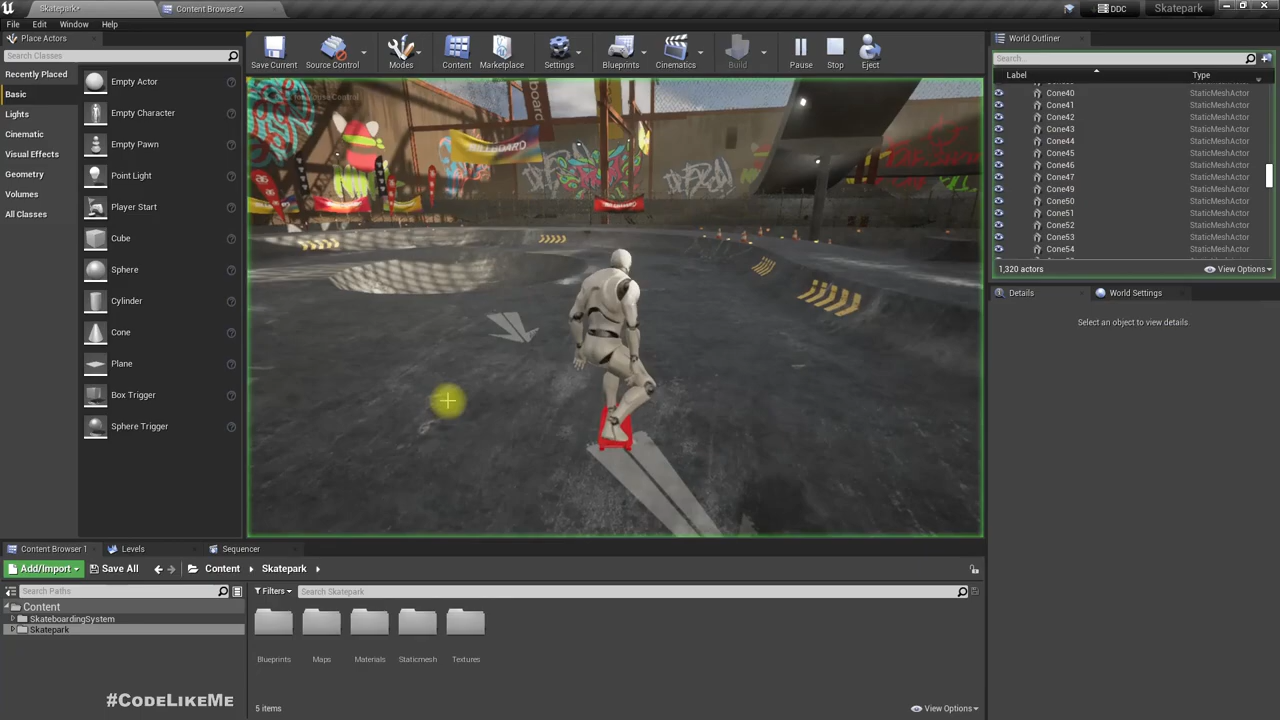 Skatepark*
Content Browser 2
DDC
Skatepark
File
Edit
Window
Help
Place Actors
Search Classes
Recently Placed
Basic
Lights
Cinematic
Visual Effects
Geometry
Volumes
All Classes
Empty Actor
Empty Character
Empty Pawn
Point Light
Player Start
Cube
Sphere
Cylinder
Cone
Plane
Box Trigger
Sphere Trigger
Save Current
Source Control
Modes
Content
Marketplace
Settings
Blueprints
Cinematics
Build
Pause
Stop
Eject
BILLBOARD
World Outliner
Search...
Label
Type
Cone40 StaticMeshActor
Cone41 StaticMeshActor
Cone42 StaticMeshActor
Cone43 StaticMeshActor
Cone44 StaticMeshActor
Cone45 StaticMeshActor
Cone46 StaticMeshActor
Cone47 StaticMeshActor
Cone49 StaticMeshActor
Cone50 StaticMeshActor
Cone51 StaticMeshActor
Cone52 StaticMeshActor
Cone53 StaticMeshActor
Cone54 StaticMeshActor
1,320 actors
View Options
Details
World Settings
Select an object to view details
Content Browser 1
Levels
Sequencer
Add/Import
Save All
Content
Skatepark
Search Paths
Filters
Search Skatepark
Content
SkateboardingSystem
Skatepark
Blueprints
Maps
Materials
Staticmesh
Textures
5 items
View Options
#CodeLikeMe